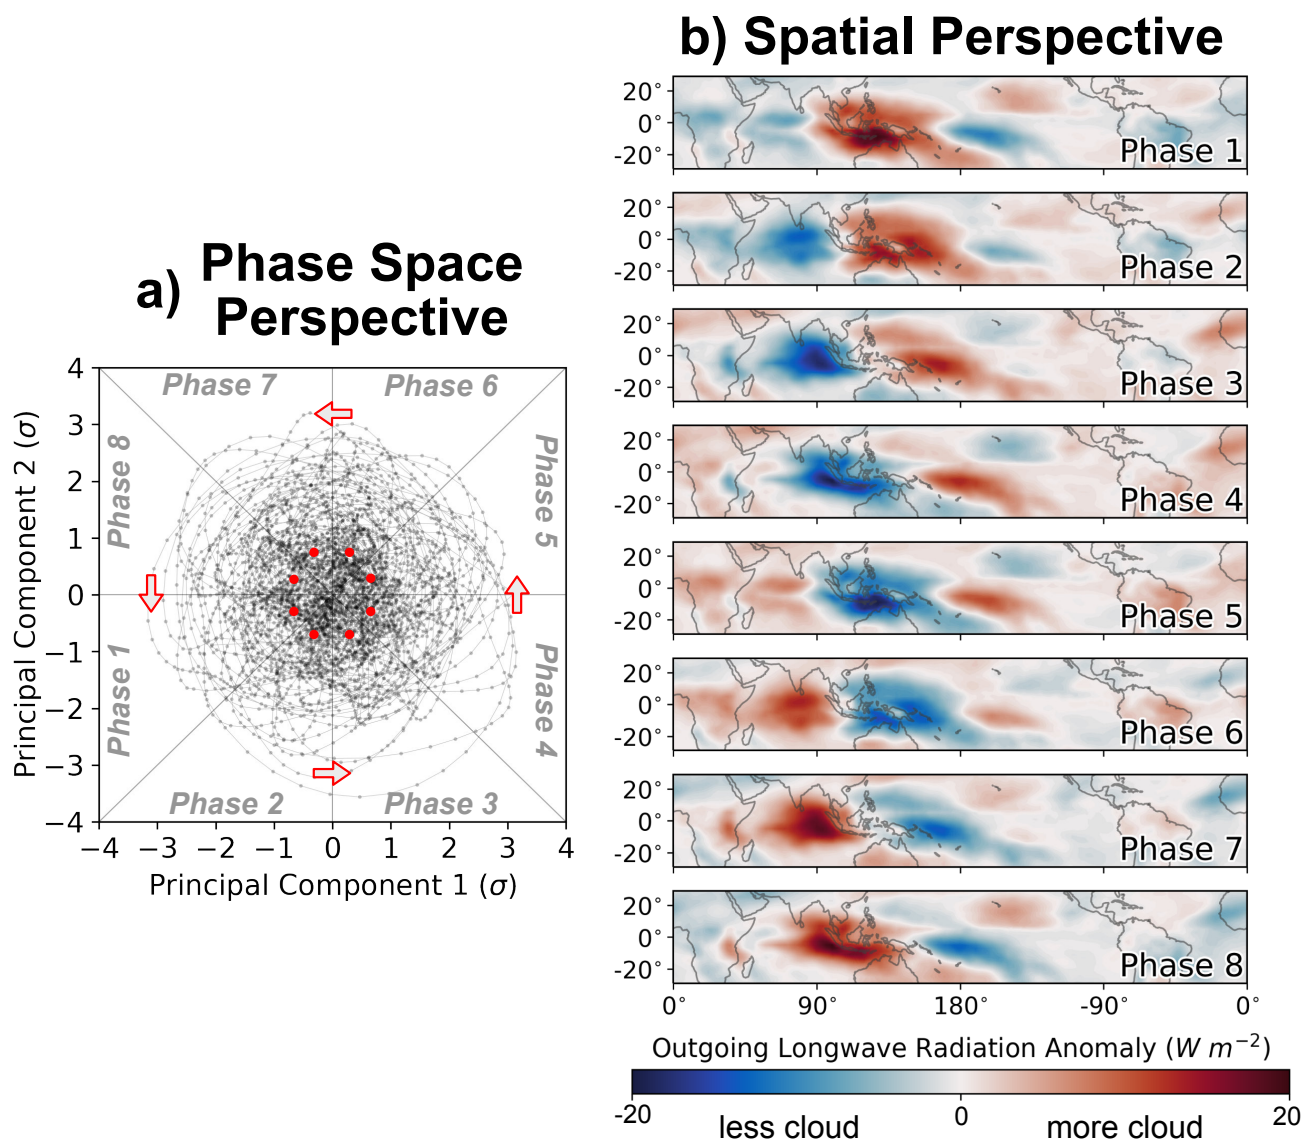 b) Spatial Perspective
a) Phase Space
Perspective
4
3
2
1
0
−1
−2
−3
−4
−4
−3
−2
−1
0
1
2
3
4
Principal Component 2 (σ)
Principal Component 1 (σ)
Phase 7
Phase 6
Phase 8
Phase 5
Phase 1
Phase 4
Phase 2
Phase 3
20°
0°
-20°
Phase 1
20°
0°
-20°
Phase 2
20°
0°
-20°
Phase 3
20°
0°
-20°
Phase 4
20°
0°
-20°
Phase 5
20°
0°
-20°
Phase 6
20°
0°
-20°
Phase 7
20°
0°
-20°
Phase 8
0°
90°
180°
-90°
0°
Outgoing Longwave Radiation Anomaly (W m⁻²)
-20
less cloud
0
more cloud
20